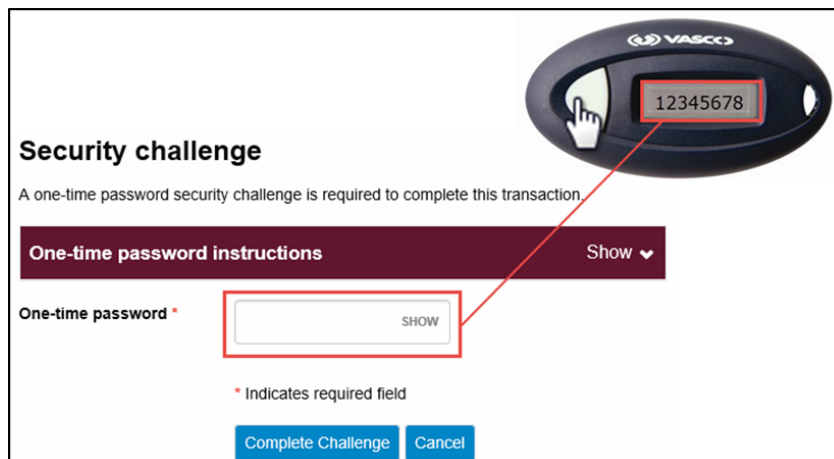 VASCO
12345678
Security challenge
A one-time password security challenge is required to complete this transaction.
One-time password instructions Show
One-time password * SHOW
* Indicates required field
Complete Challenge Cancel